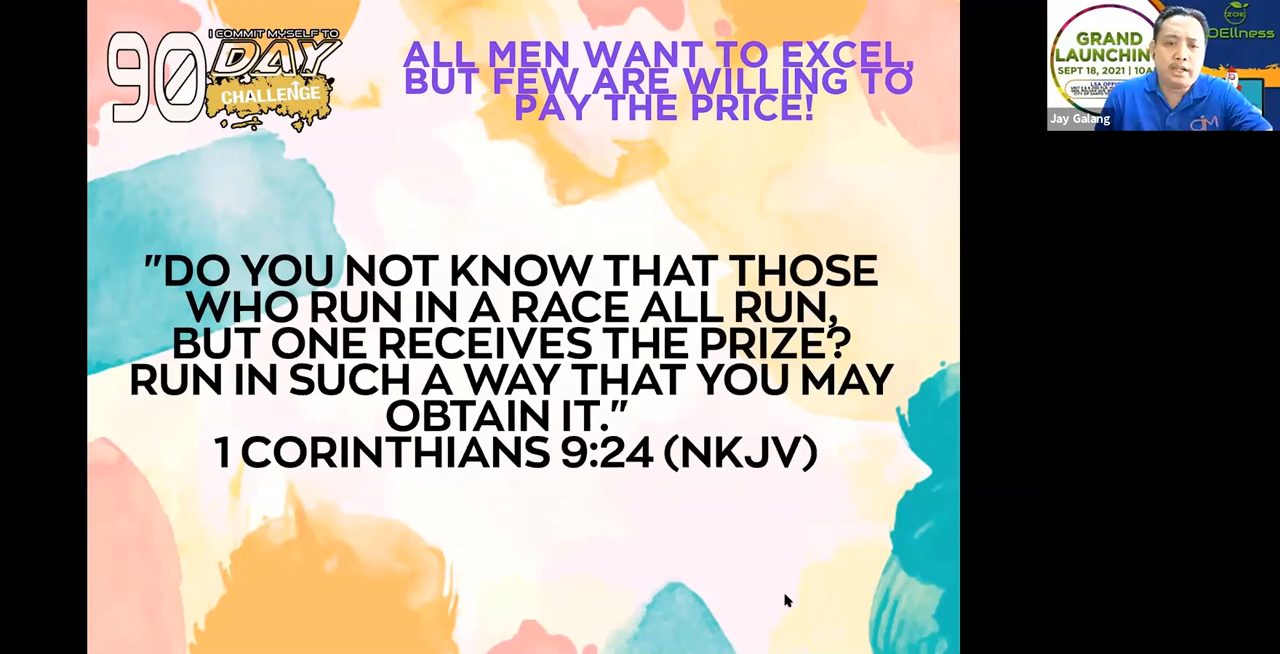 I COMMIT MYSELF TO
90 DAY
CHALLENGE
ALL MEN WANT TO EXCEL,
BUT FEW ARE WILLING TO
PAY THE PRICE!
"DO YOU NOT KNOW THAT THOSE
WHO RUN IN A RACE ALL RUN,
BUT ONE RECEIVES THE PRIZE?
RUN IN SUCH A WAY THAT YOU MAY
OBTAIN IT."
1 CORINTHIANS 9:24 (NKJV)
GRAND
LAUNCHIN
SEPT 18, 2021 | 10A
ZOE
OEllness
Jay Galang